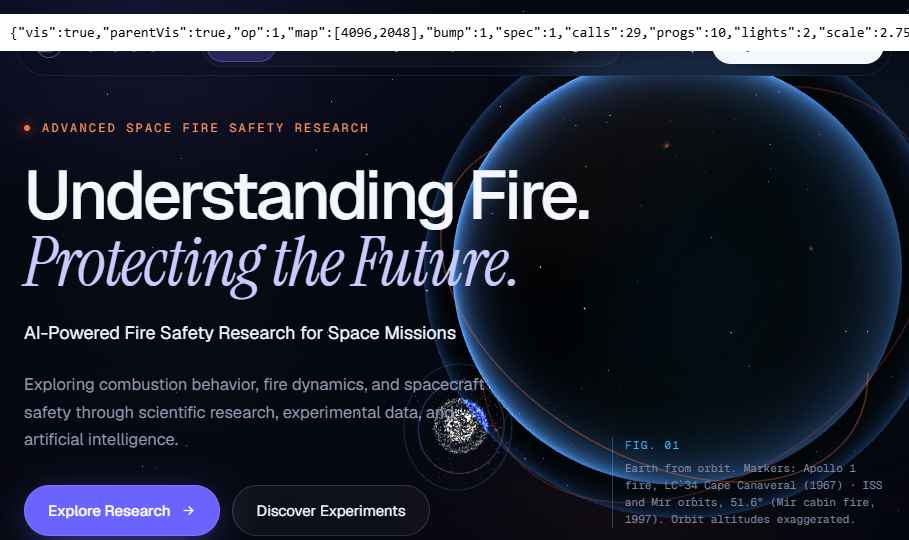 {"vis":true,"parentVis":true,"op":1,"map":[4096,2048],"bump":1,"spec":1,"calls":29,"progs":10,"lights":2,"scale":2.75
ADVANCED SPACE FIRE SAFETY RESEARCH
Understanding Fire.
Protecting the Future.
AI-Powered Fire Safety Research for Space Missions
Exploring combustion behavior, fire dynamics, and spacecraft
safety through scientific research, experimental data, and
artificial intelligence.
Explore Research →
Discover Experiments
FIG. 01
Earth from orbit. Markers: Apollo 1
fire, LC-34 Cape Canaveral (1967) · ISS
and Mir orbits, 51.6° (Mir cabin fire,
1997). Orbit altitudes exaggerated.